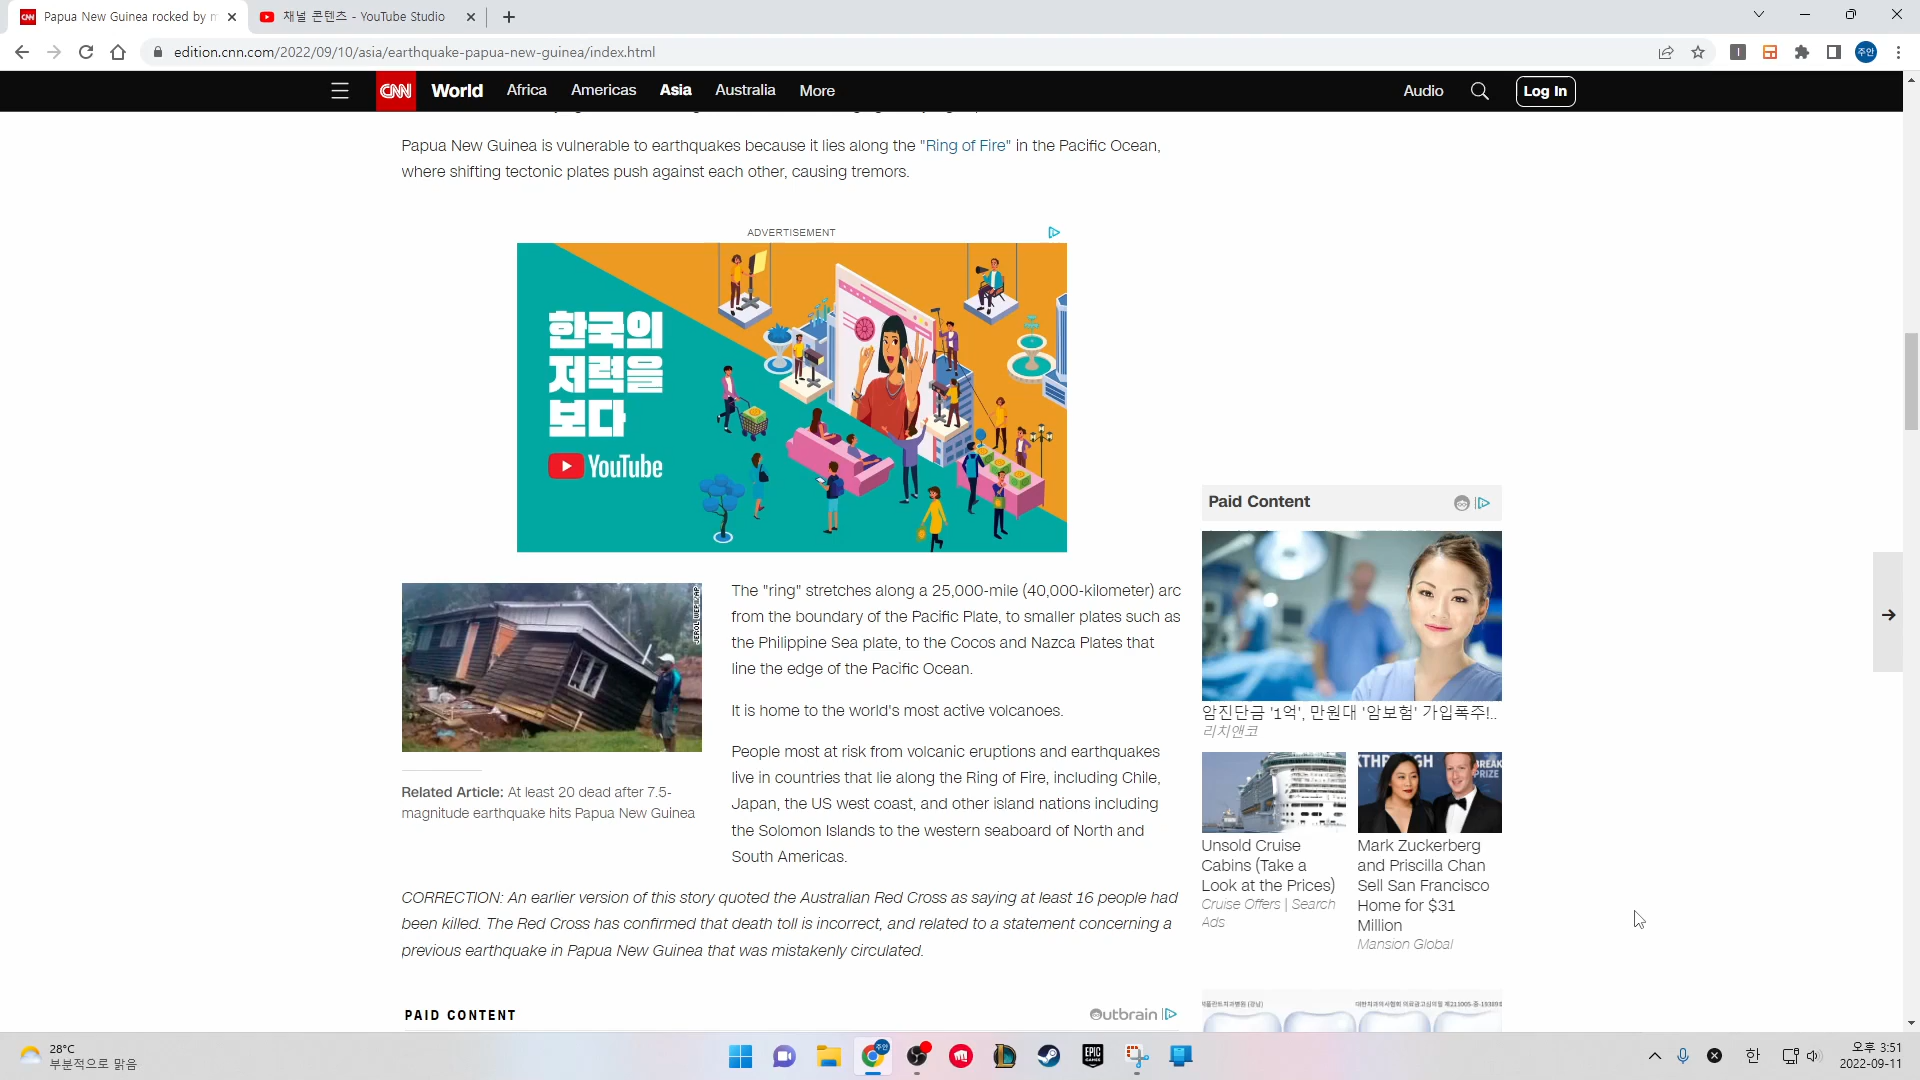 Papua New Guinea rocked by m
채널 콘텐츠 - YouTube Studio
edition.cnn.com/2022/09/10/asia/earthquake-papua-new-guinea/index.html
주안
CNN World Africa Americas Asia Australia More Audio Log In
Papua New Guinea is vulnerable to earthquakes because it lies along the "Ring of Fire" in the Pacific Ocean,
where shifting tectonic plates push against each other, causing tremors.
ADVERTISEMENT
한국의
저력을
보다
YouTube
JEROL WEPII/AP
Related Article: At least 20 dead after 7.5-
magnitude earthquake hits Papua New Guinea
The "ring" stretches along a 25,000-mile (40,000-kilometer) arc
from the boundary of the Pacific Plate, to smaller plates such as
the Philippine Sea plate, to the Cocos and Nazca Plates that
line the edge of the Pacific Ocean.
It is home to the world's most active volcanoes.
People most at risk from volcanic eruptions and earthquakes
live in countries that lie along the Ring of Fire, including Chile,
Japan, the US west coast, and other island nations including
the Solomon Islands to the western seaboard of North and
South Americas.
CORRECTION: An earlier version of this story quoted the Australian Red Cross as saying at least 16 people had
been killed. The Red Cross has confirmed that death toll is incorrect, and related to a statement concerning a
previous earthquake in Papua New Guinea that was mistakenly circulated.
PAID CONTENT
Outbrain
Paid Content
암진단금 '1억', 만원대 '암보험' 가입폭주!..
리치앤코
Unsold Cruise
Cabins (Take a
Look at the Prices)
Cruise Offers | Search
Ads
Mark Zuckerberg
and Priscilla Chan
Sell San Francisco
Home for $31
Million
Mansion Global
28°C
부분적으로 맑음
주안
EPIC GAMES
한
오후 3:51
2022-09-11